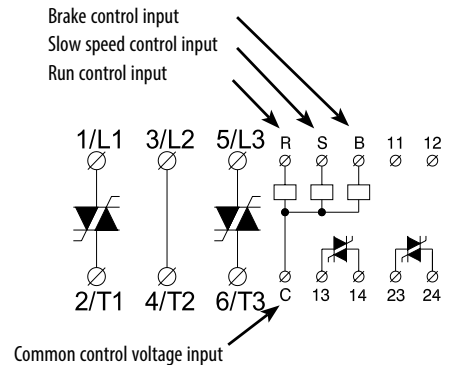 Brake control input
Slow speed control input
Run control input
1/L1 3/L2 5/L3 R S B 11 12
2/T1 4/T2 6/T3 C 13 14 23 24
Common control voltage input